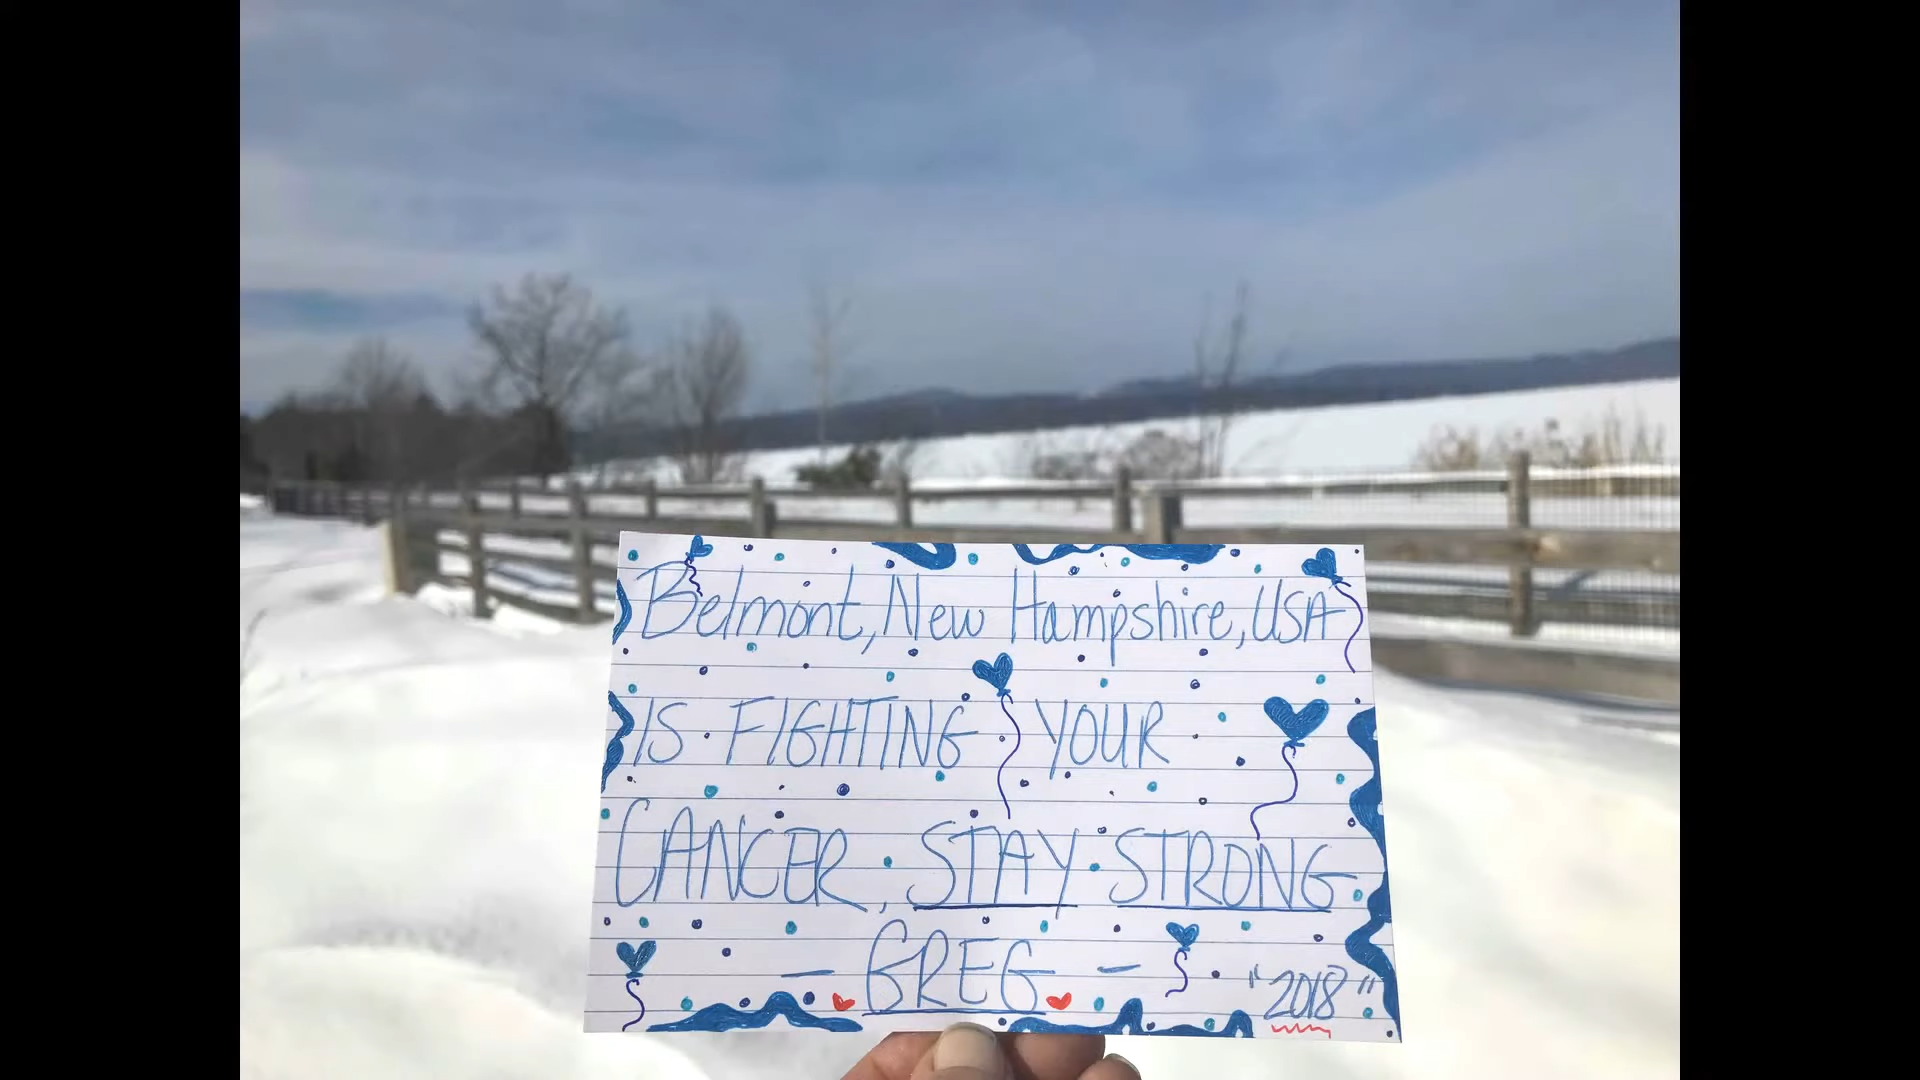 Belmont, New Hampshire, USA
IS FIGHTING YOUR
CANCER, STAY STRONG
- GREG -
"2018"